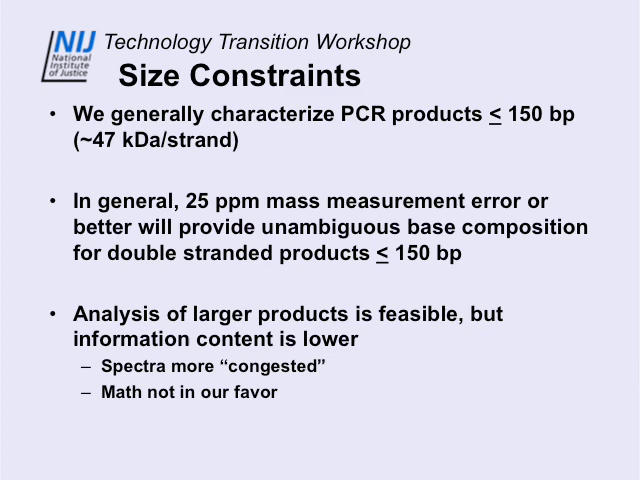 NIJ
National
Institute
of Justice
Technology Transition Workshop
Size Constraints
• We generally characterize PCR products ≤ 150 bp
(~47 kDa/strand)
• In general, 25 ppm mass measurement error or
better will provide unambiguous base composition
for double stranded products ≤ 150 bp
• Analysis of larger products is feasible, but
information content is lower
– Spectra more “congested”
– Math not in our favor